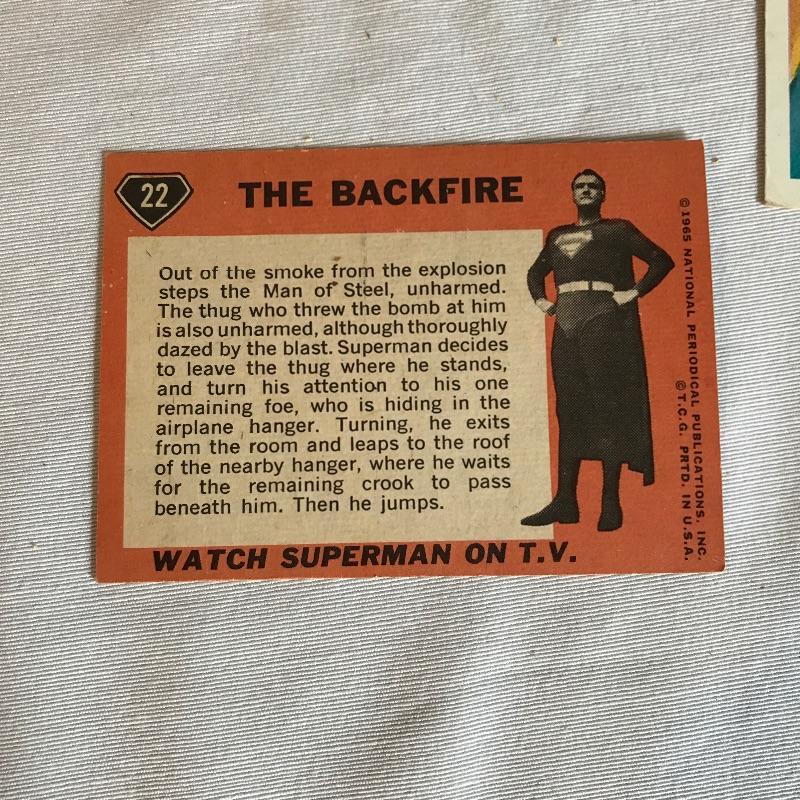 22
THE BACKFIRE
Out of the smoke from the explosion
steps the Man of Steel, unharmed.
The thug who threw the bomb at him
is also unharmed, although thoroughly
dazed by the blast. Superman decides
to leave the thug where he stands,
and turn his attention to his one
remaining foe, who is hiding in the
airplane hanger. Turning, he exits
from the room and leaps to the roof
of the nearby hanger, where he waits
for the remaining crook to pass
beneath him. Then he jumps.
WATCH SUPERMAN ON T.V.
©1965 NATIONAL PERIODICAL PUBLICATIONS, INC.
©T.C.G. PRTD. IN U.S.A.